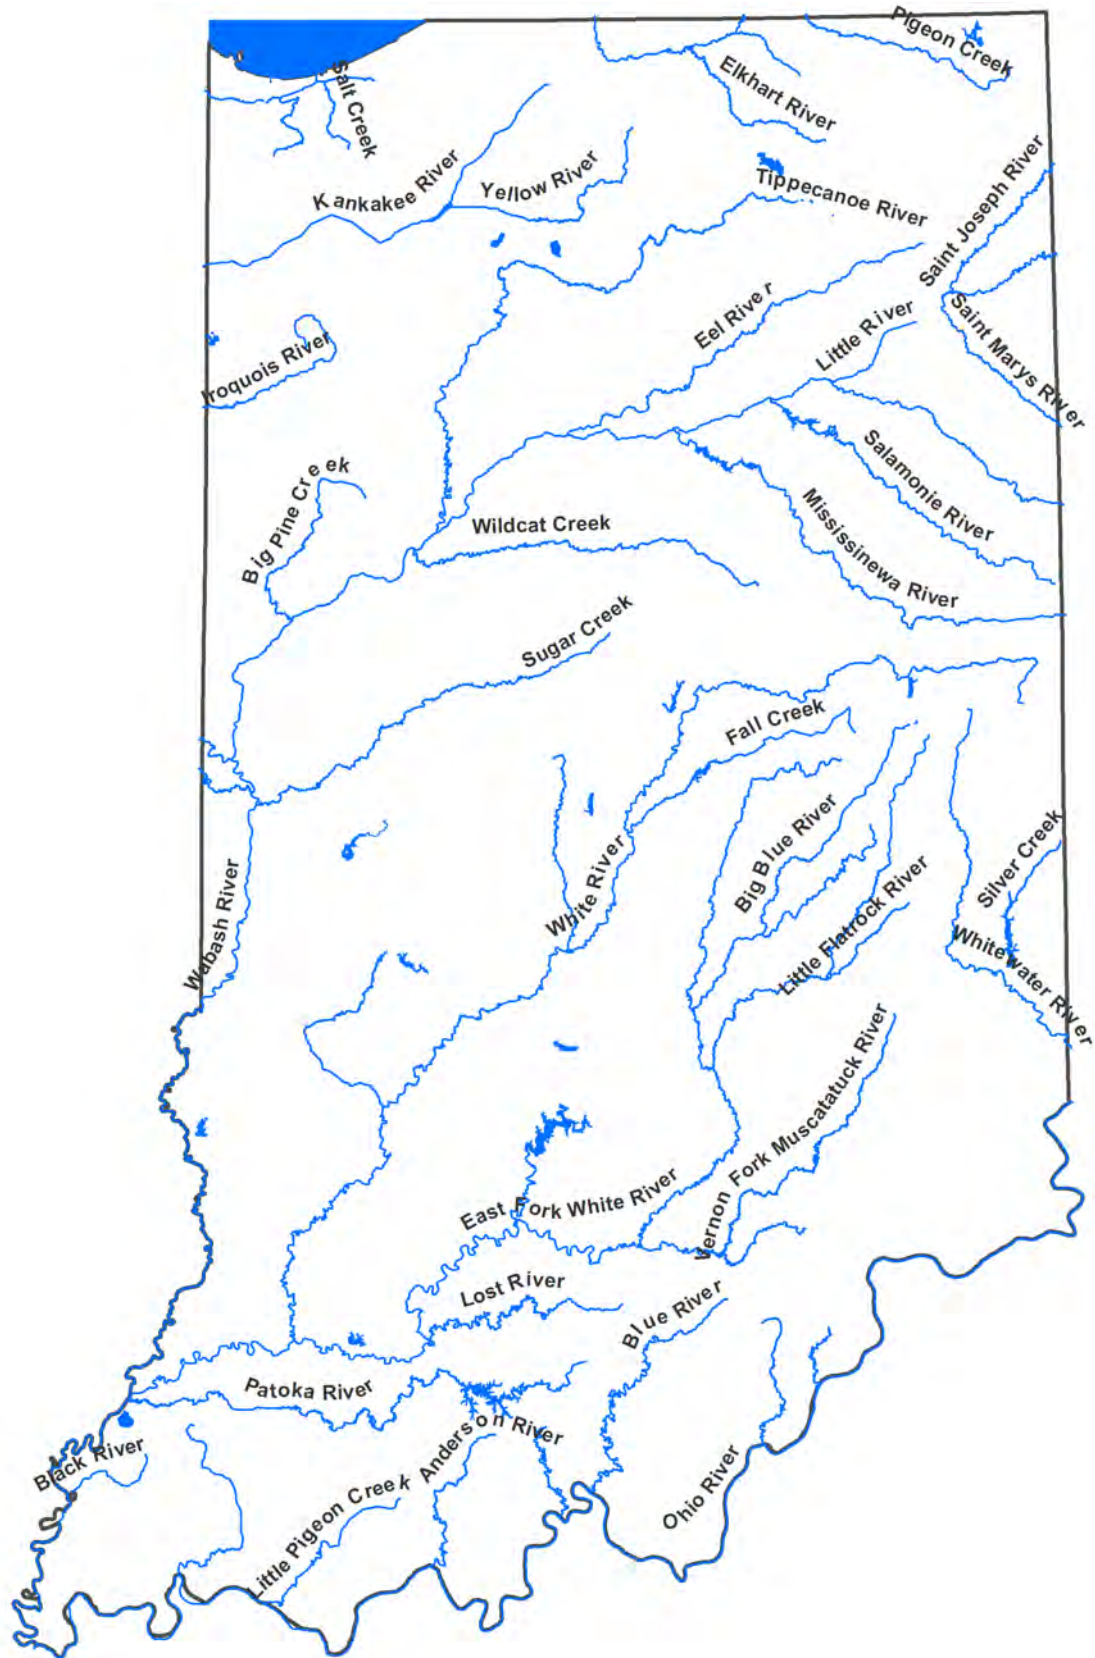 Pigeon Creek
Salt Creek
Elkhart River
Kankakee River
Yellow River
Tippecanoe River
Saint Joseph River
Eel River
Little River
Saint Marys River
Iroquois River
Big Pine Creek
Salamonie River
Wildcat Creek
Mississinewa River
Sugar Creek
Fall Creek
Big Blue River
Silver Creek
White River
Wabash River
Little Flatrock River
Whitewater River
Vernon Fork Muscatatuck River
East Fork White River
Lost River
Blue River
Patoka River
Anderson River
Black River
Little Pigeon Creek
Ohio River